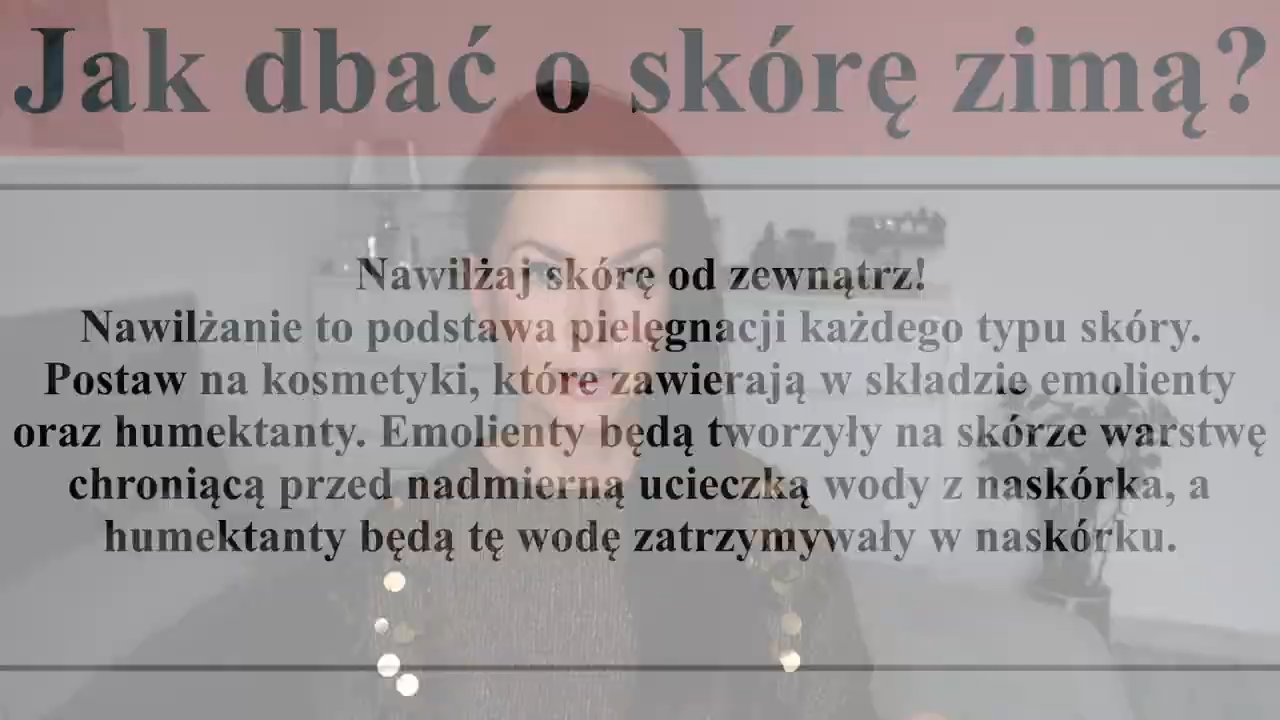 Jak dbać o skórę zimą?
Nawilżaj skórę od zewnątrz!
Nawilżanie to podstawa pielęgnacji każdego typu skóry.
Postaw na kosmetyki, które zawierają w składzie emolienty
oraz humektanty. Emolienty będą tworzyły na skórze warstwę
chroniącą przed nadmierną ucieczką wody z naskórka, a
humektanty będą tę wodę zatrzymywały w naskórku.